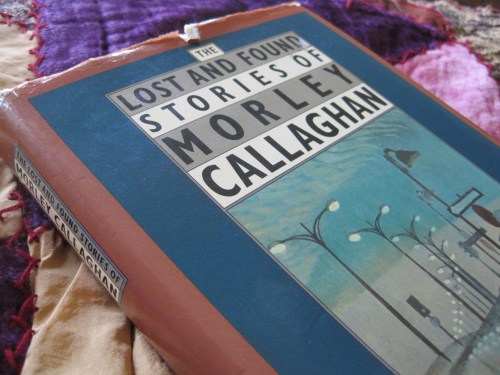 THE
LOST AND FOUND
STORIES OF
MORLEY
CALLAGHAN
THE LOST AND FOUND STORIES OF
MORLEY CALLAGHAN